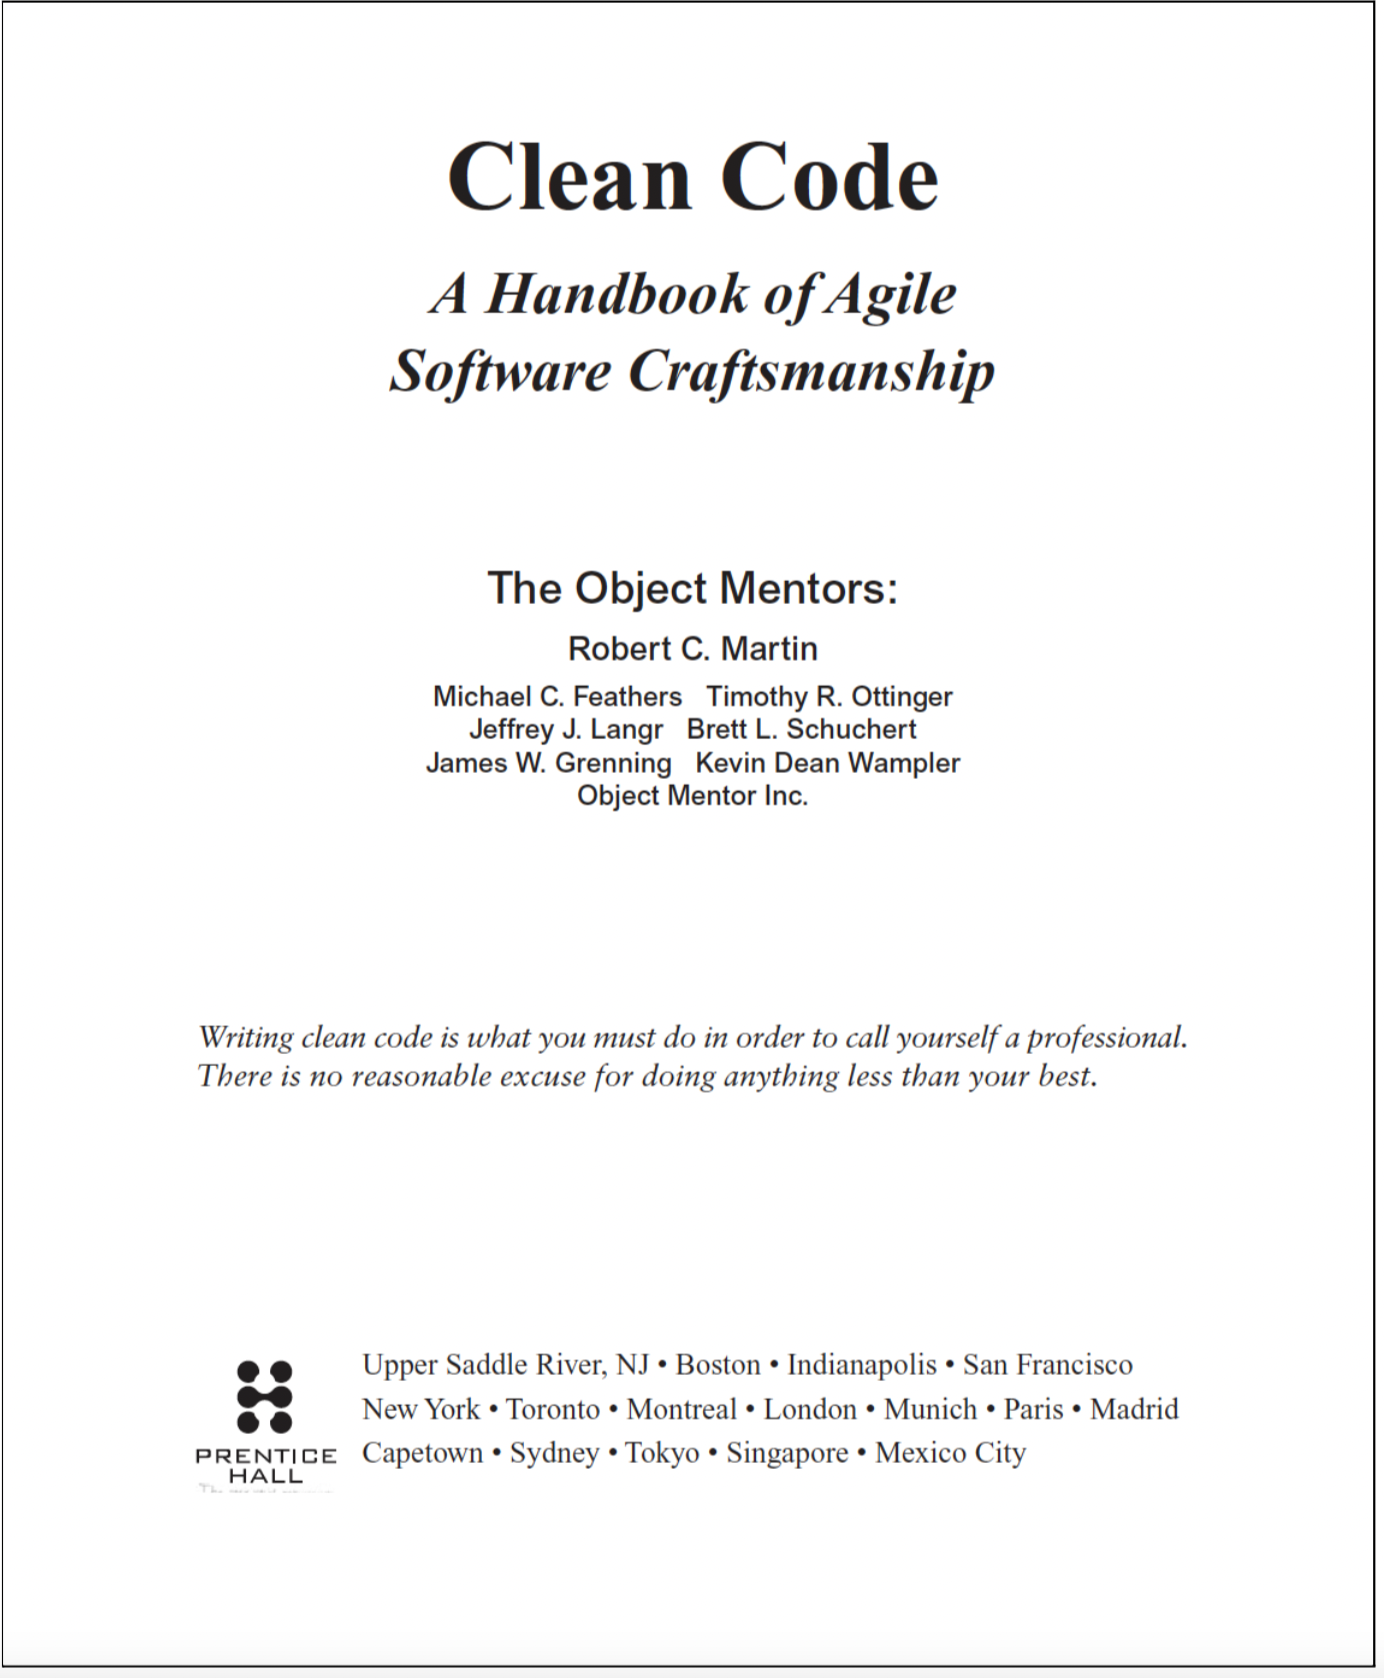 Clean Code
A Handbook of Agile
Software Craftsmanship
The Object Mentors:
Robert C. Martin
Michael C. Feathers Timothy R. Ottinger
Jeffrey J. Langr Brett L. Schuchert
James W. Grenning Kevin Dean Wampler
Object Mentor Inc.
Writing clean code is what you must do in order to call yourself a professional.
There is no reasonable excuse for doing anything less than your best.
Upper Saddle River, NJ • Boston • Indianapolis • San Francisco
New York • Toronto • Montreal • London • Munich • Paris • Madrid
Capetown • Sydney • Tokyo • Singapore • Mexico City
PRENTICE
HALL